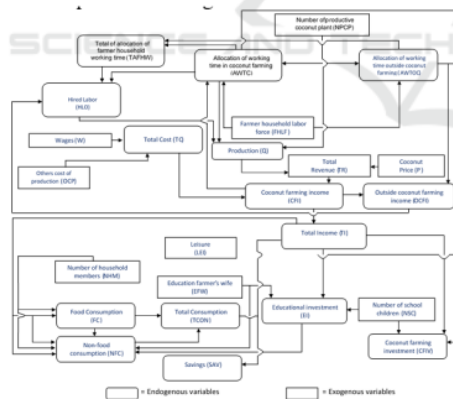 SCIENCE AND TECH
Number of productive
coconut plant (NPCP)
Total of allocation of
farmer household
working time (TAFHW)
Allocation of
working time in
coconut farming
(AWTC)
Allocation of working
time outside coconut
farming (AWTOC)
Hired Labor
(HLD)
Farmer household labor
force (FHLF)
Wages (W)
Total Cost (TC)
Production (Q)
Others cost of
production (OCP)
Total
Revenue (TR)
Coconut
Price (P)
Coconut farming income
(CFI)
Outside coconut farming
income (OCFI)
Total Income (TI)
Leisure
(LEI)
Number of household
members (NHM)
Education farmer's wife
(EFW)
Food Consumption
(FC)
Total Consumption
(TCON)
Educational investment
(EI)
Number of school
children (NSC)
Non-food
consumption (NFC)
Coconut farming
investment (CFIV)
Savings (SAV)
= Endogenous variables
= Exogenous variables